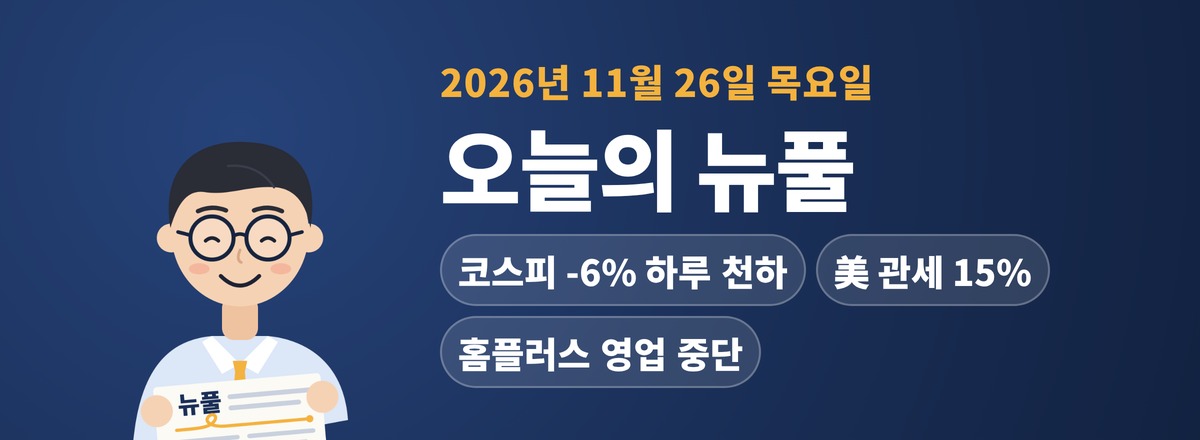 2026년 11월 26일 목요일
오늘의 뉴풀
코스피 -6% 하루 천하
美 관세 15%
홈플러스 영업 중단
뉴풀